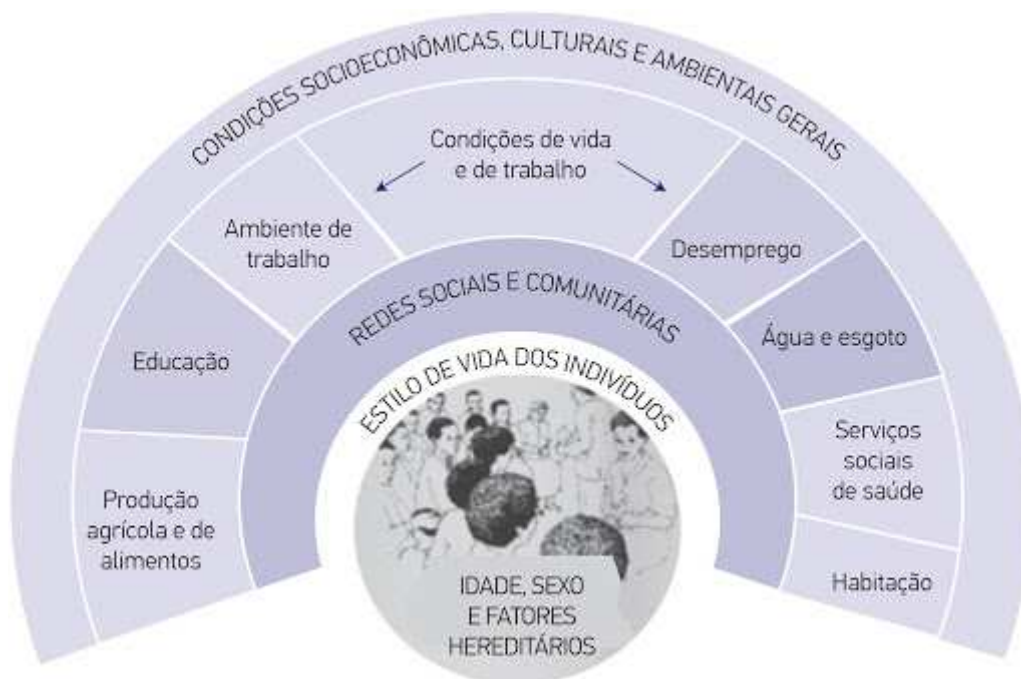 CONDIÇÕES SOCIOECONÔMICAS, CULTURAIS E AMBIENTAIS GERAIS
Condições de vida
e de trabalho
Ambiente de
trabalho
Desemprego
REDES SOCIAIS E COMUNITÁRIAS
Educação
Água e esgoto
ESTILO DE VIDA DOS INDIVÍDUOS
Produção
agrícola e de
alimentos
Serviços
sociais
de saúde
Habitação
IDADE, SEXO
E FATORES
HEREDITÁRIOS